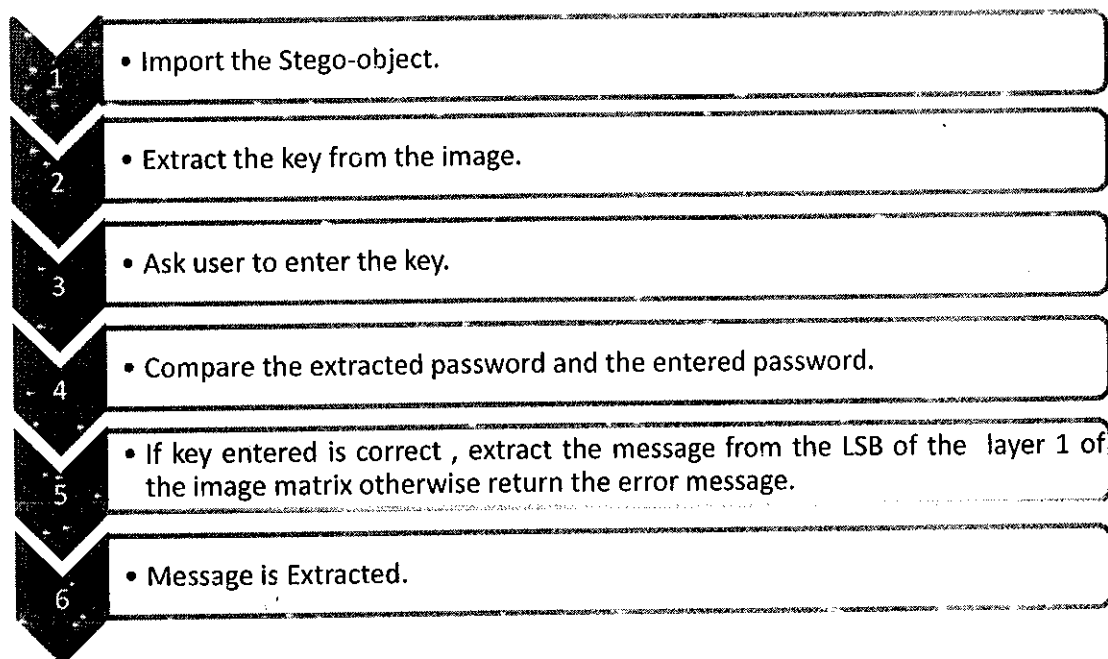 1
• Import the Stego-object.
2
• Extract the key from the image.
3
• Ask user to enter the key.
4
• Compare the extracted password and the entered password.
5
• If key entered is correct , extract the message from the LSB of the layer 1 of
the image matrix otherwise return the error message.
6
• Message is Extracted.